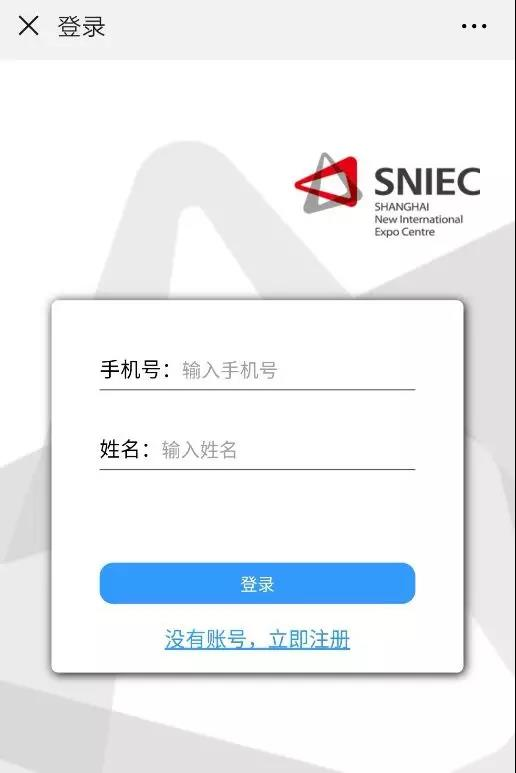 登录
SNIEC
SHANGHAI
New International
Expo Centre
手机号：输入手机号
姓名：输入姓名
登录
没有账号，立即注册